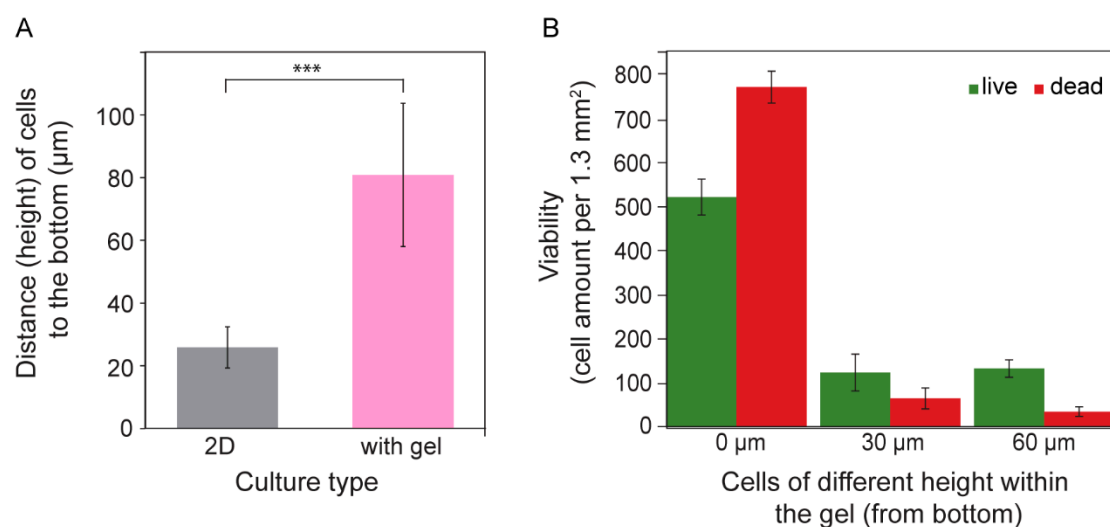 A
Distance (height) of cells
to the bottom (µm)
100
80
60
40
20
0
***
2D
with gel
Culture type
B
Viability
(cell amount per 1.3 mm²)
800
700
600
500
400
300
200
100
0
live
dead
0 µm
30 µm
60 µm
Cells of different height within
the gel (from bottom)